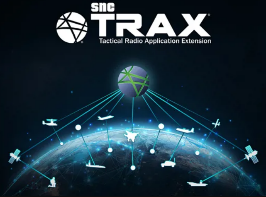 snc
TRAX®
Tactical Radio Application Extension